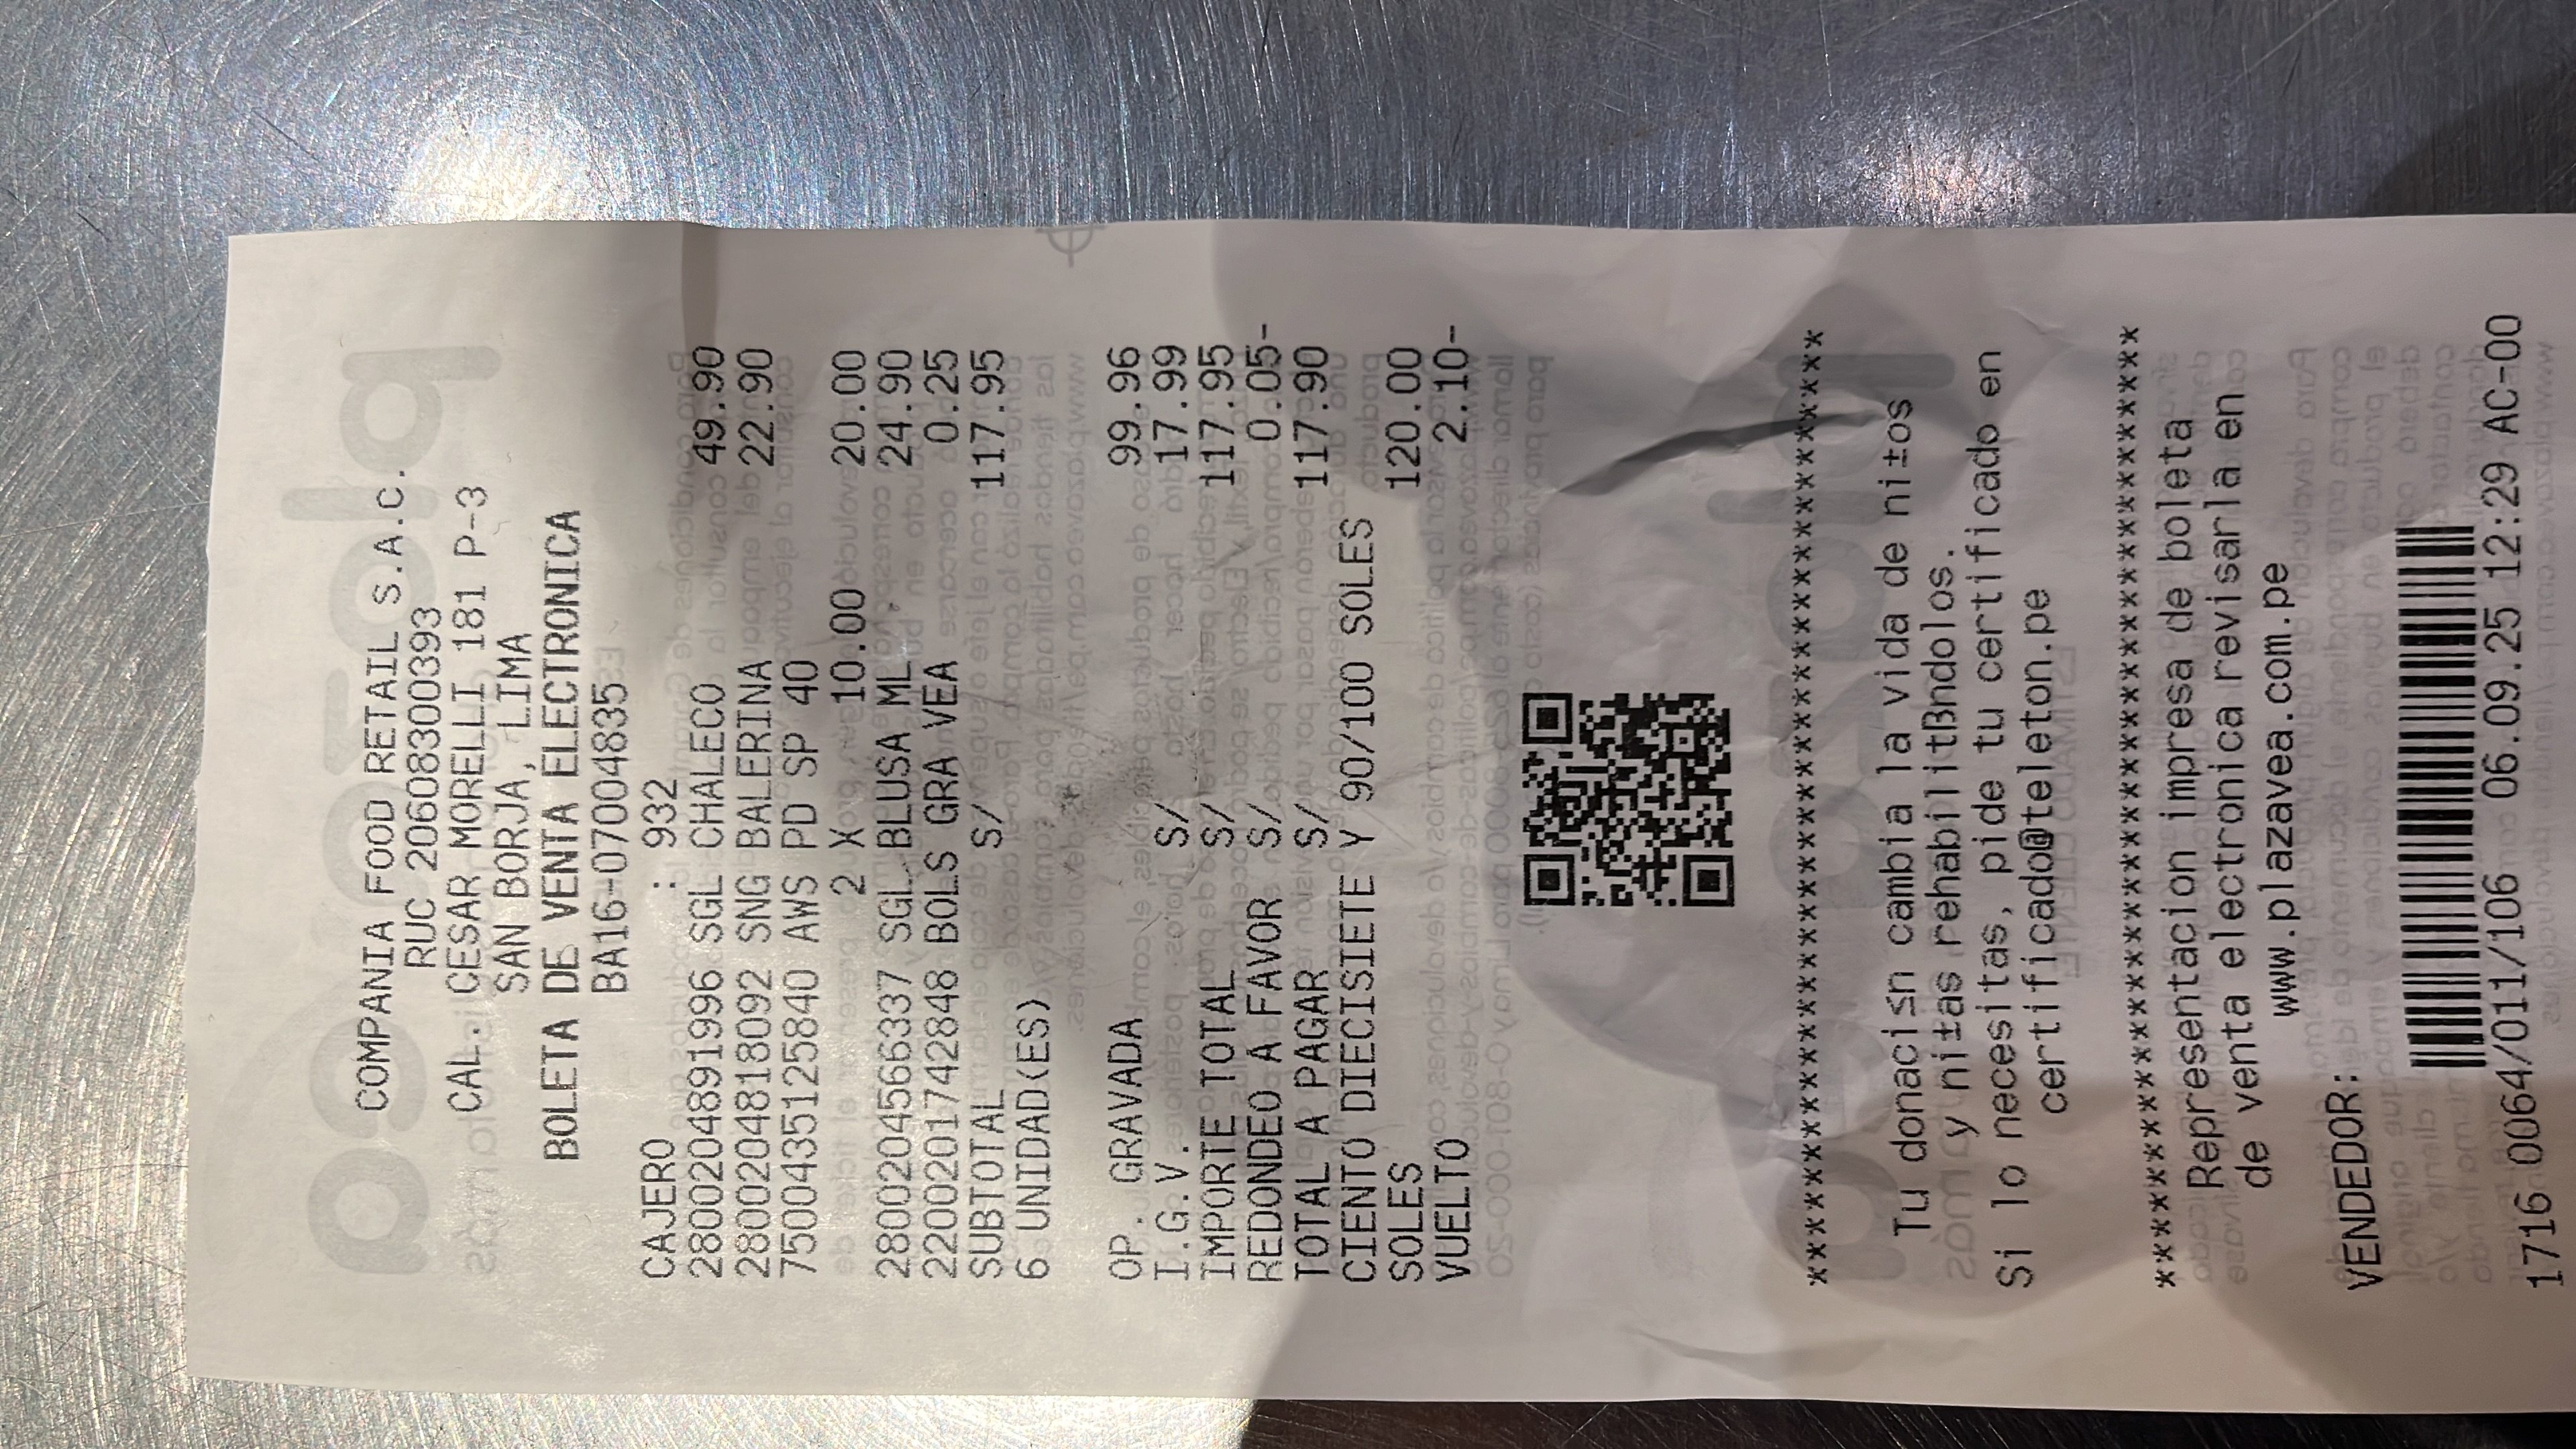 COMPANIA FOOD RETAIL S.A.C.
RUC 20608300393
CAL. CESAR MORELLI 181 P-3
SAN BORJA, LIMA
BOLETA DE VENTA ELECTRONICA
BA16-07004835
CAJERO : 932
2800204891996 SGL CHALECO 49.90
2800204818092 SNG BALERINA 22.90
7500435125840 AWS PD SP 40
2 X 10.00 20.00
2800204566337 SGL BLUSA ML 24.90
2200201742848 BOLS GRA VEA 0.25
SUBTOTAL S/ 117.95
6 UNIDAD(ES)
OP. GRAVADA 99.96
I.G.V. S/ 17.99
IMPORTE TOTAL S/ 117.95
REDONDEO A FAVOR S/ 0.05-
TOTAL A PAGAR S/ 117.90
CIENTO DIECISIETE Y 90/100 SOLES
SOLES 120.00
VUELTO 2.10-
****************************************
Tu donaci≤n cambia la vida de ni±os
y ni±as rehabilitßndolos.
Si lo necesitas, pide tu certificado en
certificado@teleton.pe
****************************************
Representacion impresa de boleta
de venta electronica revisarla en
www.plazavea.com.pe
VENDEDOR:
1716 0064/011/106 06.09.25 12:29 AC-00